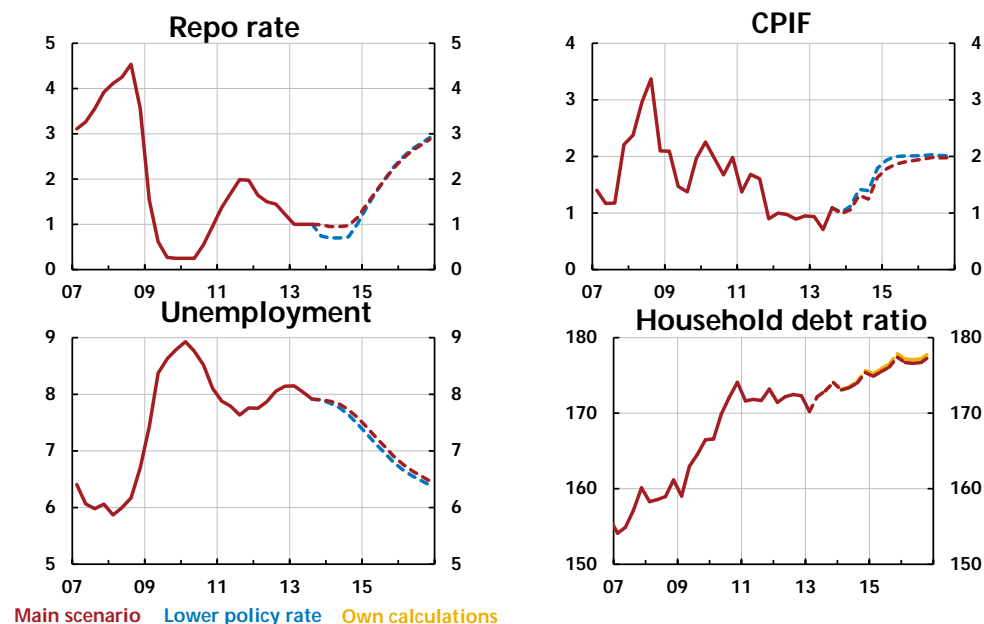 Repo rate
5 5
4 4
3 3
2 2
1 1
0 0
07 09 11 13 15
CPIF
4 4
3 3
2 2
1 1
0 0
07 09 11 13 15
Unemployment
9 9
8 8
7 7
6 6
5 5
07 09 11 13 15
Household debt ratio
180 180
170 170
160 160
150 150
07 09 11 13 15
Main scenario Lower policy rate Own calculations